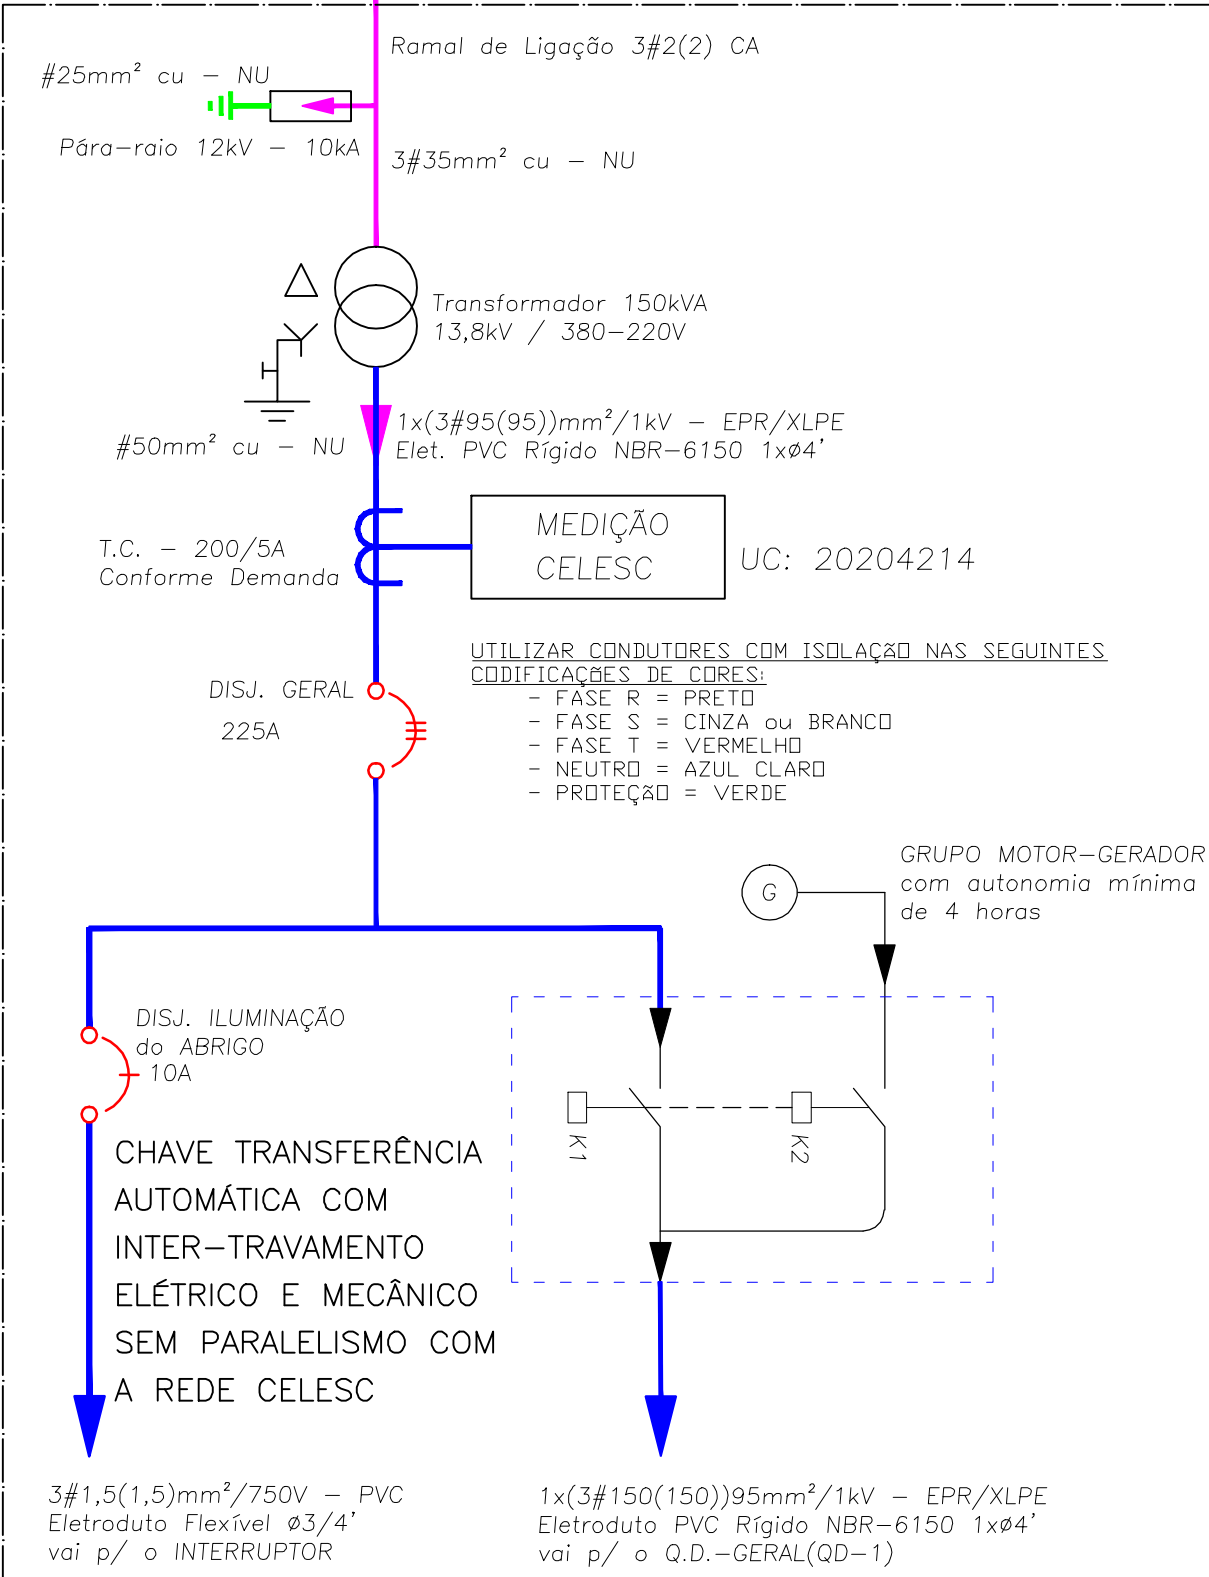 Ramal de Ligação 3#2(2) CA
#25mm² cu – NU
Pára–raio 12kV – 10kA
3#35mm² cu – NU
Transformador 150kVA
13,8kV / 380–220V
1x(3#95(95))mm²/1kV – EPR/XLPE
Elet. PVC Rígido NBR–6150 1xø4'
#50mm² cu – NU
MEDIÇÃO
CELESC
UC: 20204214
T.C. – 200/5A
Conforme Demanda
UTILIZAR CONDUTORES COM ISOLAÇÃO NAS SEGUINTES
CODIFICAÇÕES DE CORES:
– FASE R = PRETO
– FASE S = CINZA ou BRANCO
– FASE T = VERMELHO
– NEUTRO = AZUL CLARO
– PROTEÇÃO = VERDE
DISJ. GERAL
225A
GRUPO MOTOR–GERADOR
com autonomia mínima
de 4 horas
G
DISJ. ILUMINAÇÃO
do ABRIGO
10A
K1
K2
CHAVE TRANSFERÊNCIA
AUTOMÁTICA COM
INTER–TRAVAMENTO
ELÉTRICO E MECÂNICO
SEM PARALELISMO COM
A REDE CELESC
3#1,5(1,5)mm²/750V – PVC
Eletroduto Flexível ø3/4'
vai p/ o INTERRUPTOR
1x(3#150(150))95mm²/1kV – EPR/XLPE
Eletroduto PVC Rígido NBR–6150 1xø4'
vai p/ o Q.D.–GERAL(QD–1)